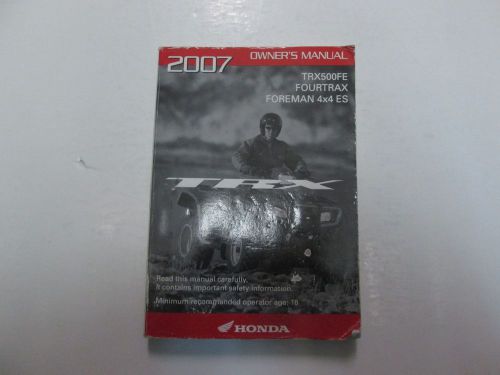 2007
OWNER'S MANUAL
TRX500FE
FOURTRAX
FOREMAN 4x4 ES
TRX
Read this manual carefully.
It contains important safety information.
Minimum recommended operator age: 16
HONDA